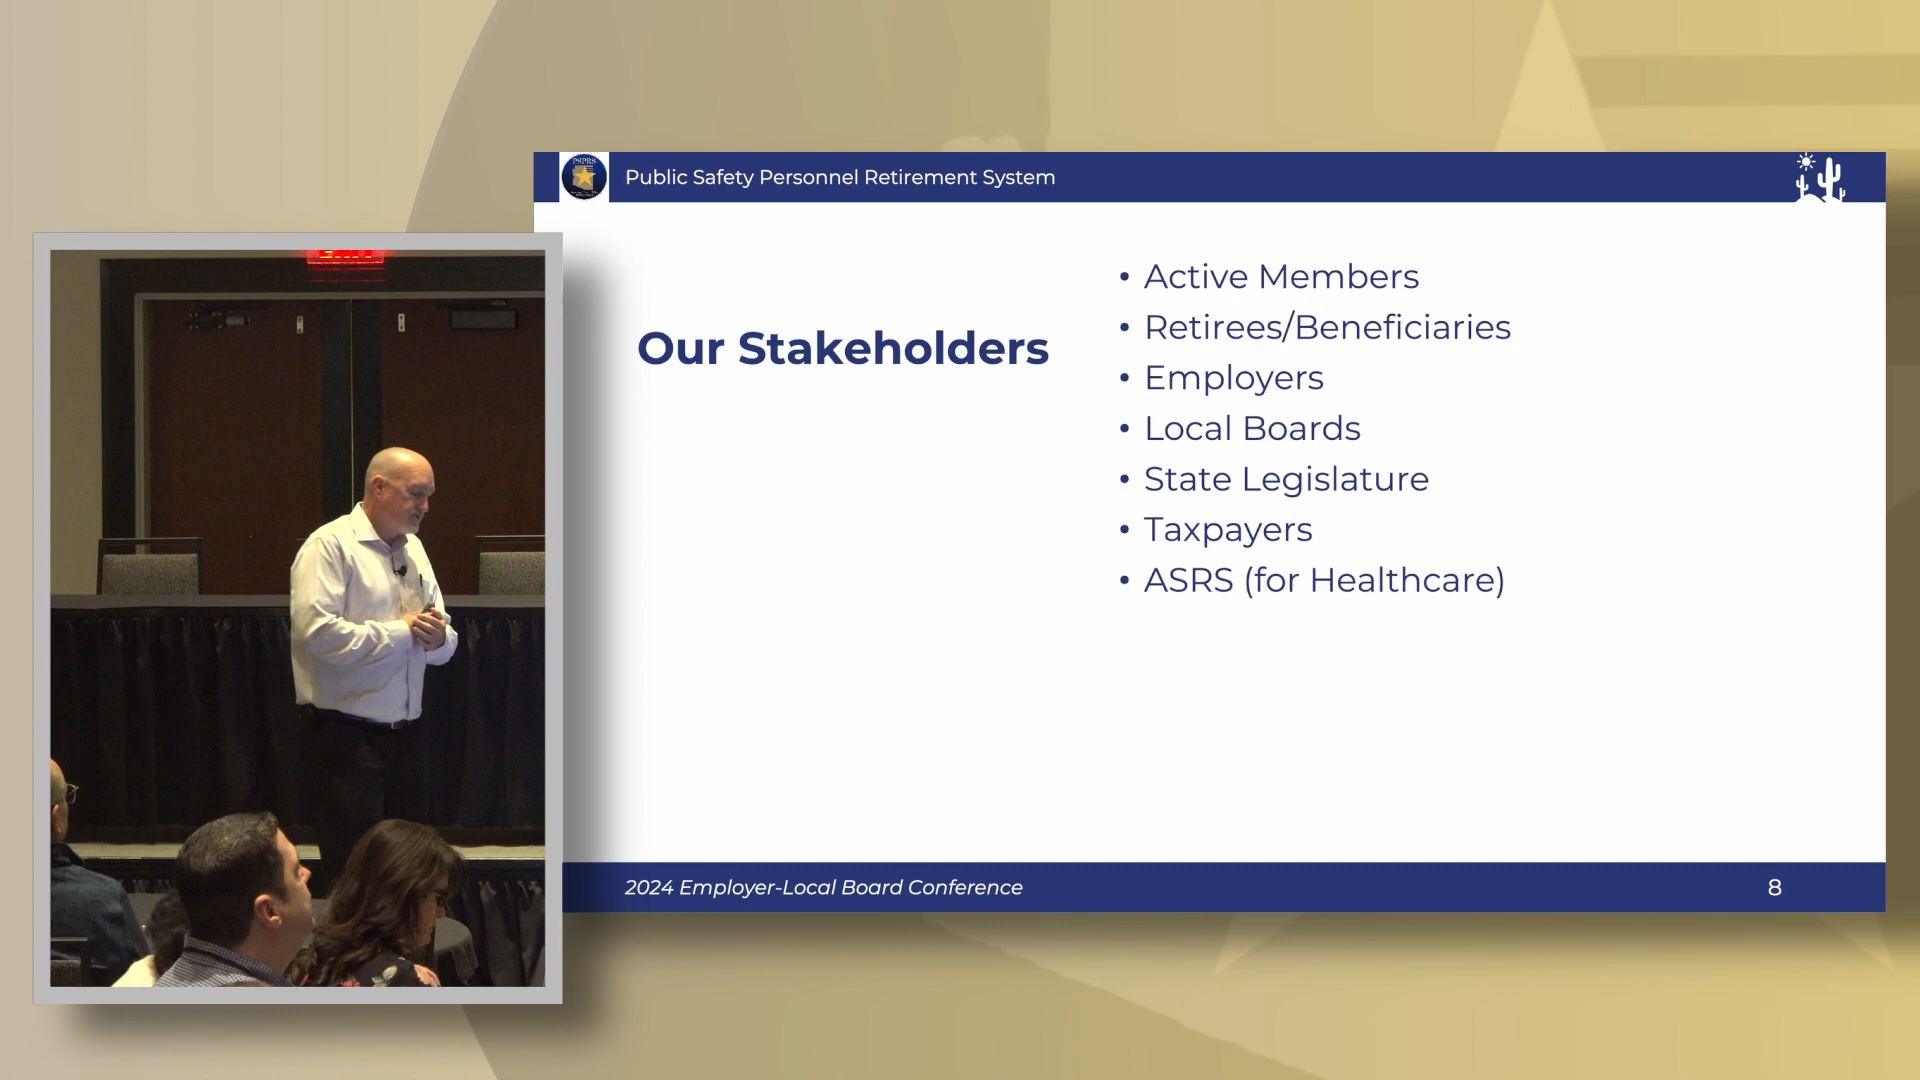 PSPRS
Public Safety Personnel Retirement System
Our Stakeholders
• Active Members
• Retirees/Beneficiaries
• Employers
• Local Boards
• State Legislature
• Taxpayers
• ASRS (for Healthcare)
2024 Employer-Local Board Conference
8